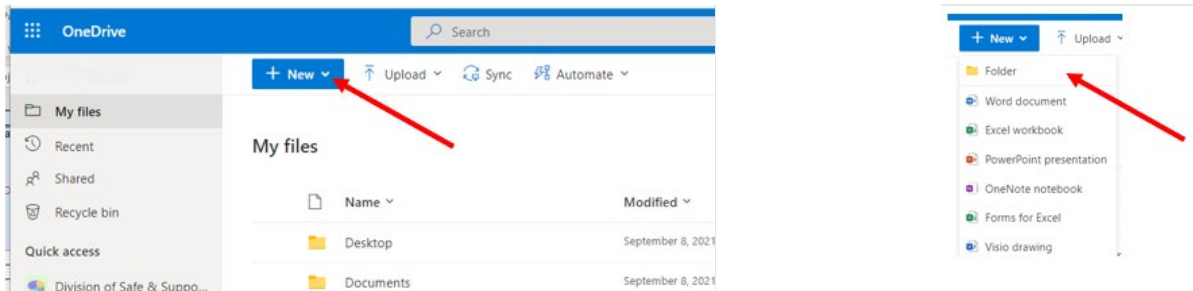 OneDrive
Search
New
Upload
Sync
Automate
My files
Recent
Shared
Recycle bin
Quick access
Division of Safe & Suppo...
My files
Name
Modified
Desktop
September 8, 2021
Documents
September 8, 2021
New
Upload
Folder
Word document
Excel workbook
PowerPoint presentation
OneNote notebook
Forms for Excel
Visio drawing